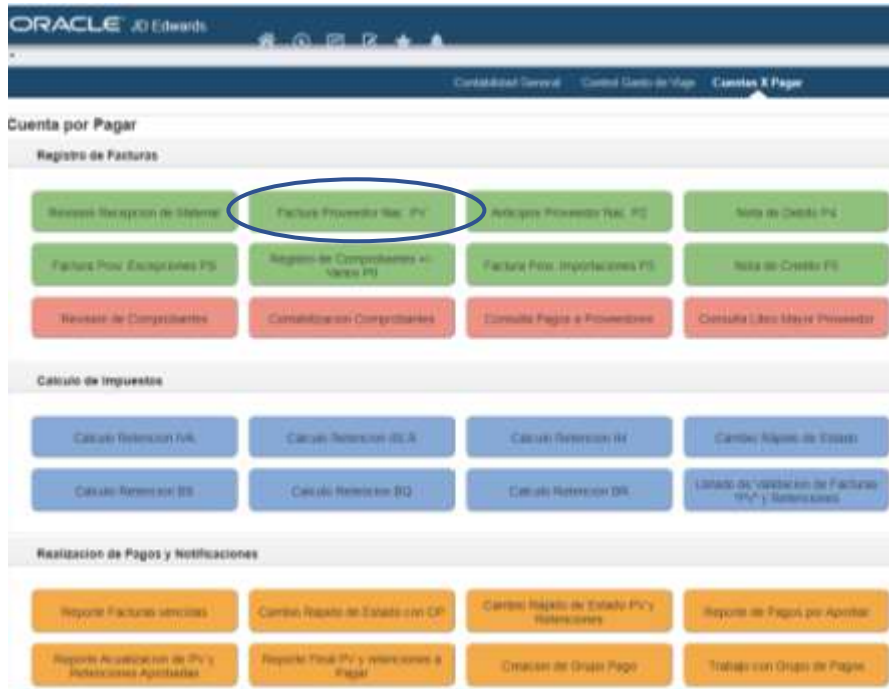 ORACLE JD Edwards
Contabilidad General Control Gasto de Viaje Cuentas X Pagar
Cuenta por Pagar
Registro de Facturas
Revision Recepcion de Material Factura Proveedor Nac. PV Anticipos Proveedor Nac. P2 Nota de Debito P4
Factura Prov. Excepciones PS Registro de Comprobantes +/- Factura Prov. Importaciones Nota de Credito
Varios
Revision de Comprobantes Contabilizacion Comprobantes Consulta Pagos a Proveedores Consulta Libro Mayor Proveedor
Calculo de Impuestos
Calculo Retencion IVA Calculo Retencion ISLR Calculo Retencion Cambio Rapido de Estado
Calculo Retencion BS Calculo Retencion BQ Calculo Retencion BR Listado de Validacion de Facturas
"PV" y Retenciones
Realizacion de Pagos y Notificaciones
Reporte Facturas vencidas Cambio Rapido de Estado con OP Cambio Rapido de Estado PV y Retenciones Reporte de Pagos por Aprobar
Reporte Actualizacion de PV y Retenciones Aprobadas Reporte Final PV y retenciones a Pagar Creacion de Grupo Pago Trabajo con Grupo de Pagos